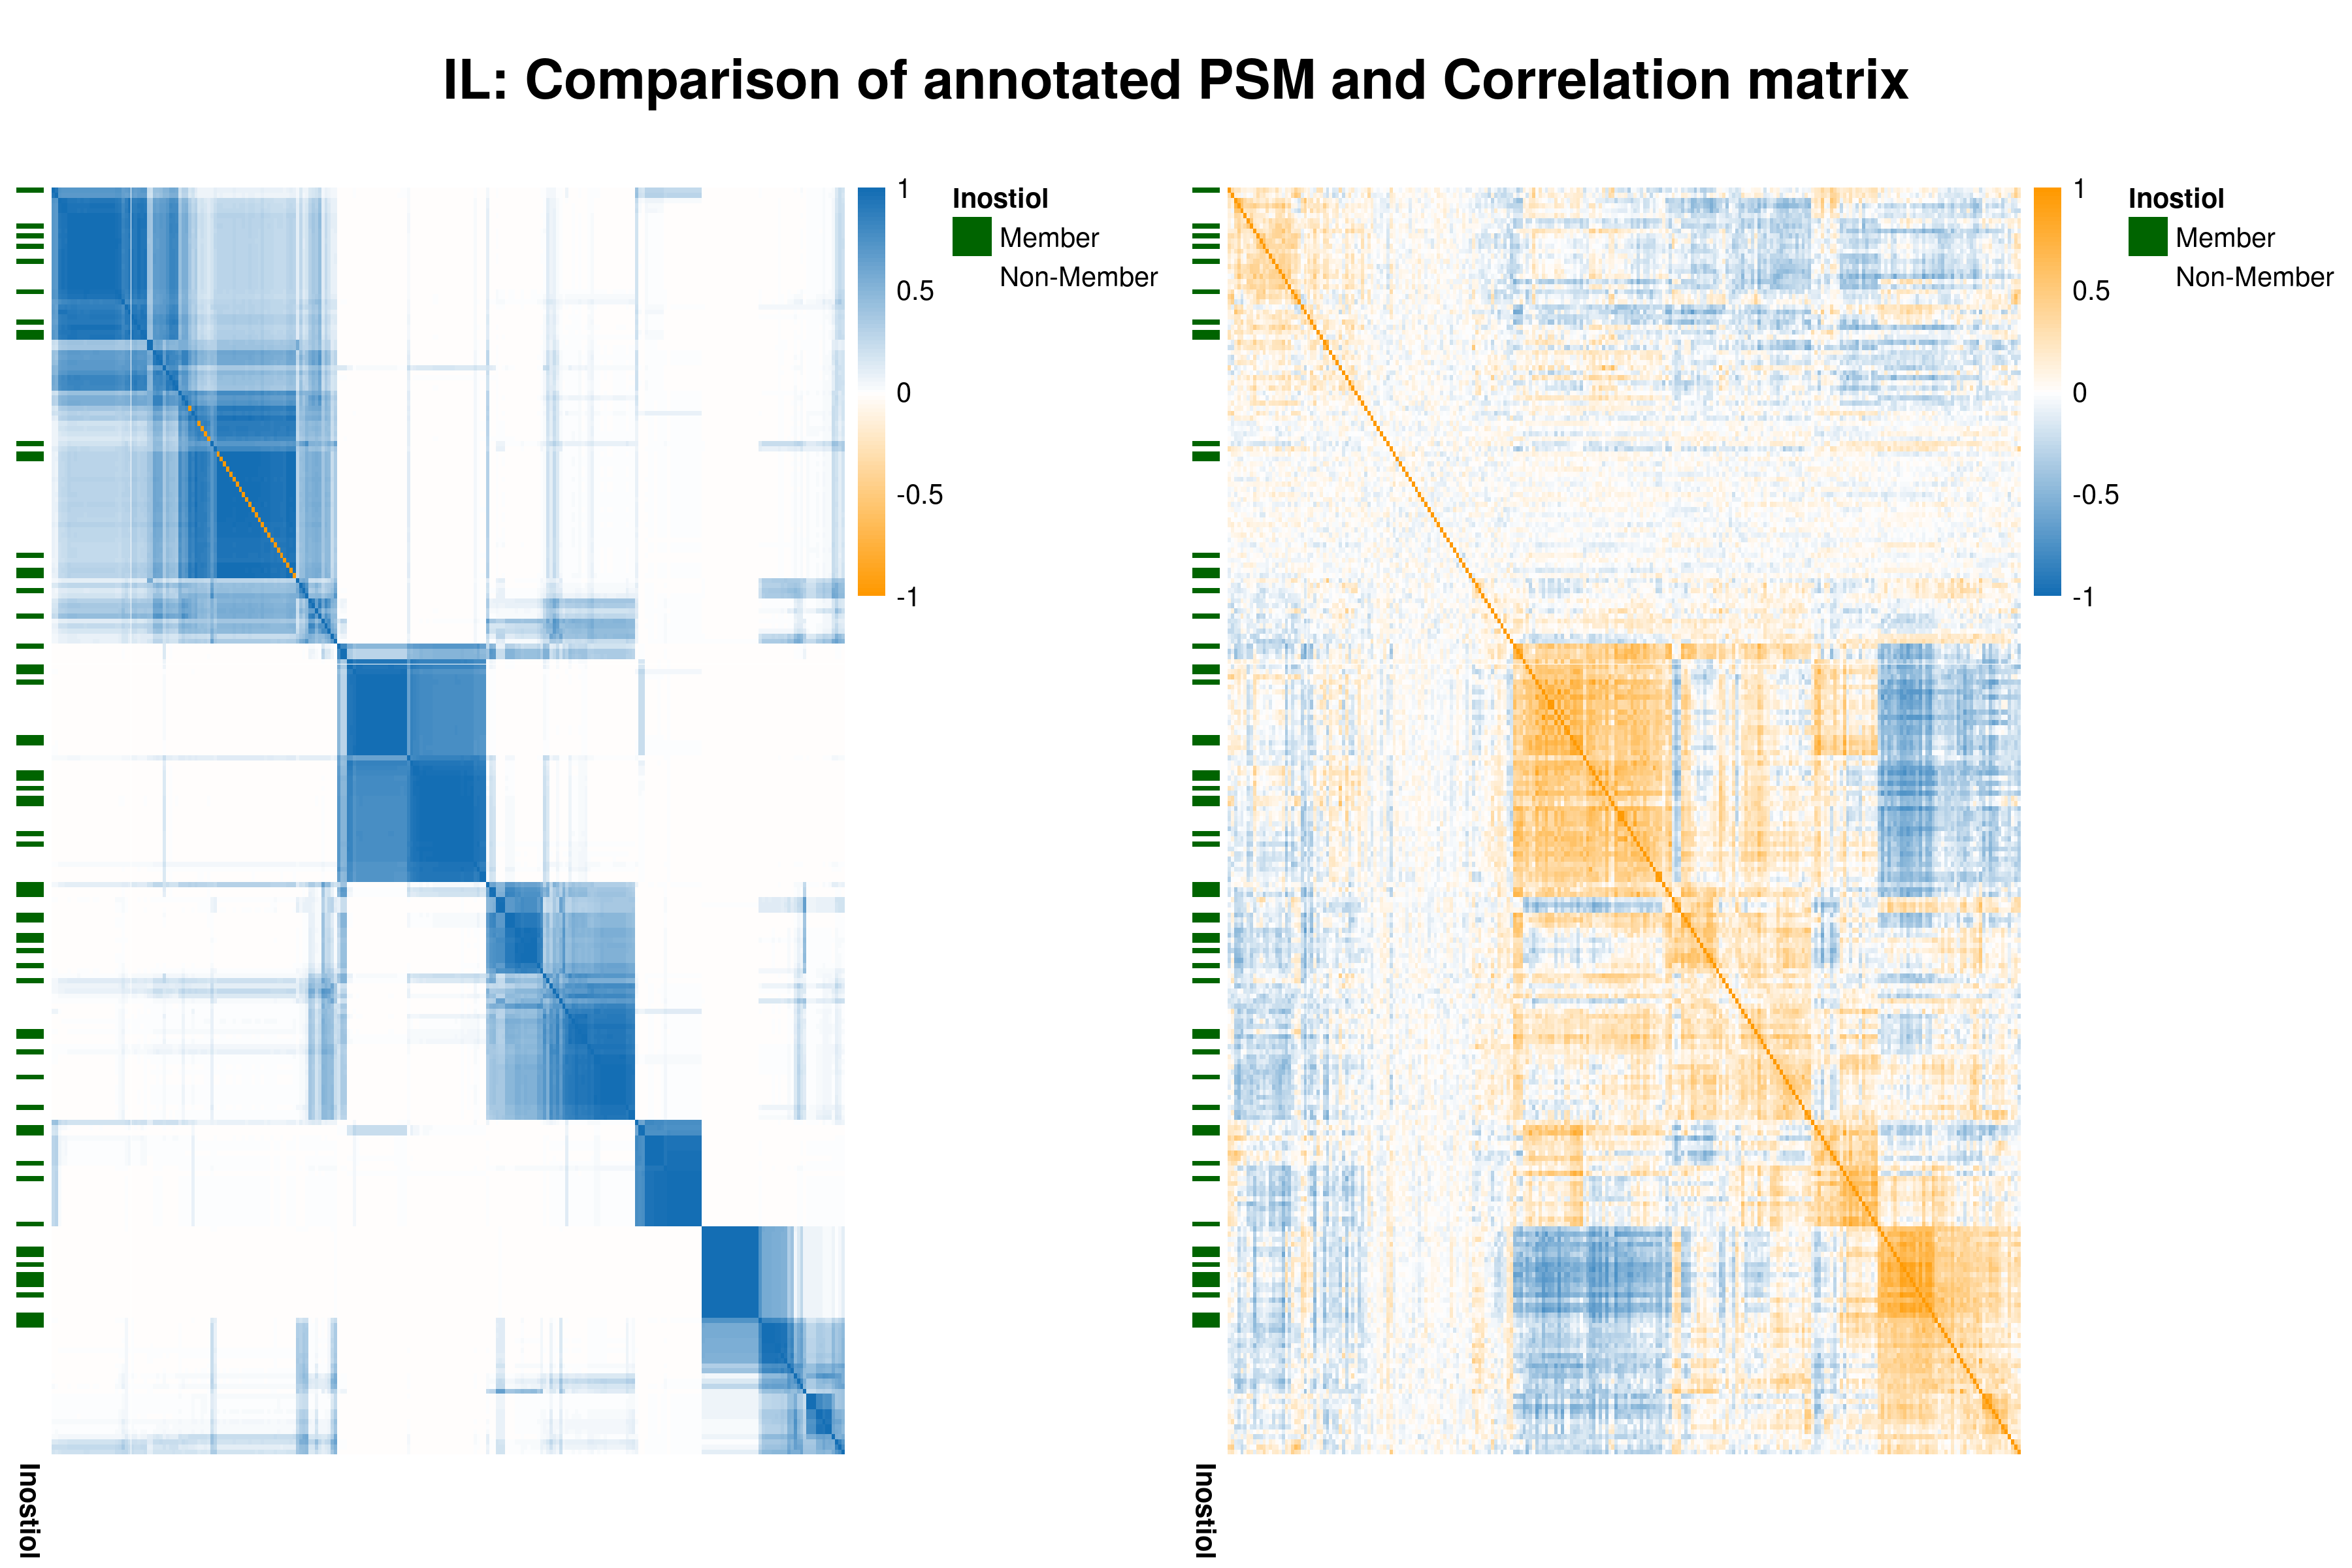 IL: Comparison of annotated PSM and Correlation matrix
1
0.5
0
-0.5
-1
Inostiol
Member
Non-Member
Inostiol
1
0.5
0
-0.5
-1
Inostiol
Member
Non-Member
Inostiol